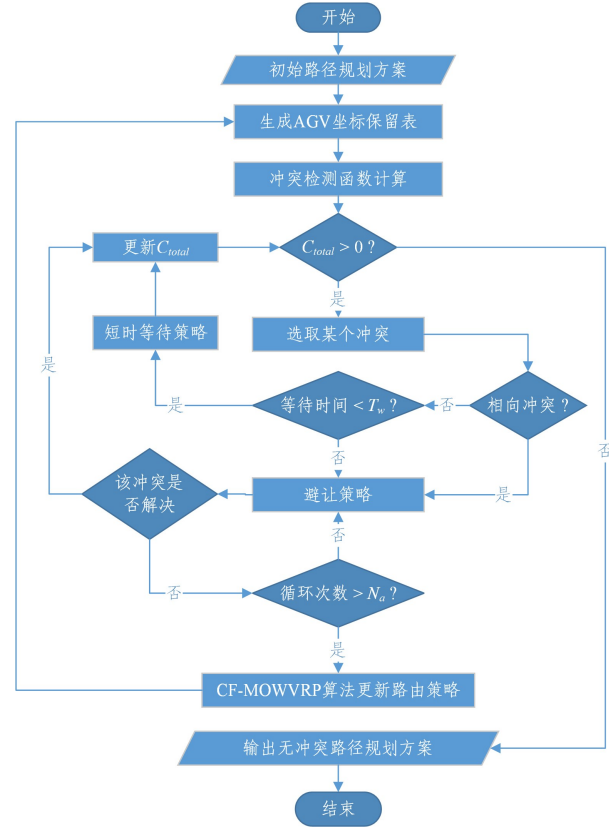 开始
初始路径规划方案
生成AGV坐标保留表
冲突检测函数计算
更新C_total
C_total > 0 ?
是
短时等待策略
选取某个冲突
是
等待时间 < T_w ?
相向冲突 ?
是
否
否
否
该冲突是
否解决
避让策略
是
否
循环次数 > N_a ?
否
是
CF-MOWVRP算法更新路由策略
输出无冲突路径规划方案
结束